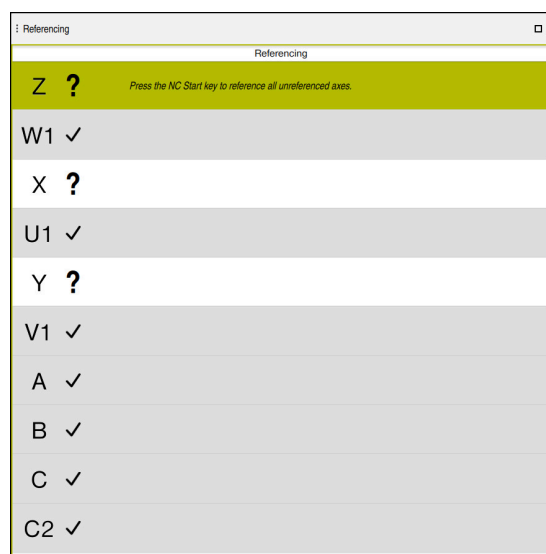 Referencing
Referencing
Z ? Press the NC Start key to reference all unreferenced axes.
W1 ✓
X ?
U1 ✓
Y ?
V1 ✓
A ✓
B ✓
C ✓
C2 ✓